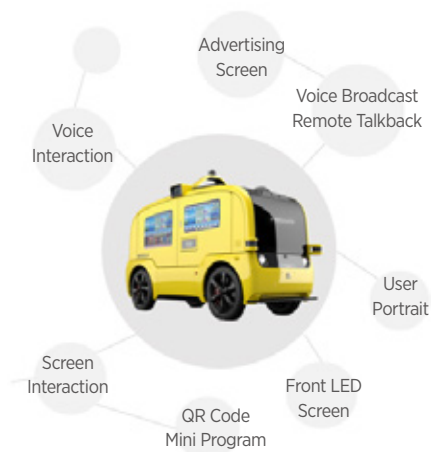 Advertising
Screen
Voice Broadcast
Remote Talkback
Voice
Interaction
User
Portrait
Screen
Interaction
Front LED
Screen
QR Code
Mini Program